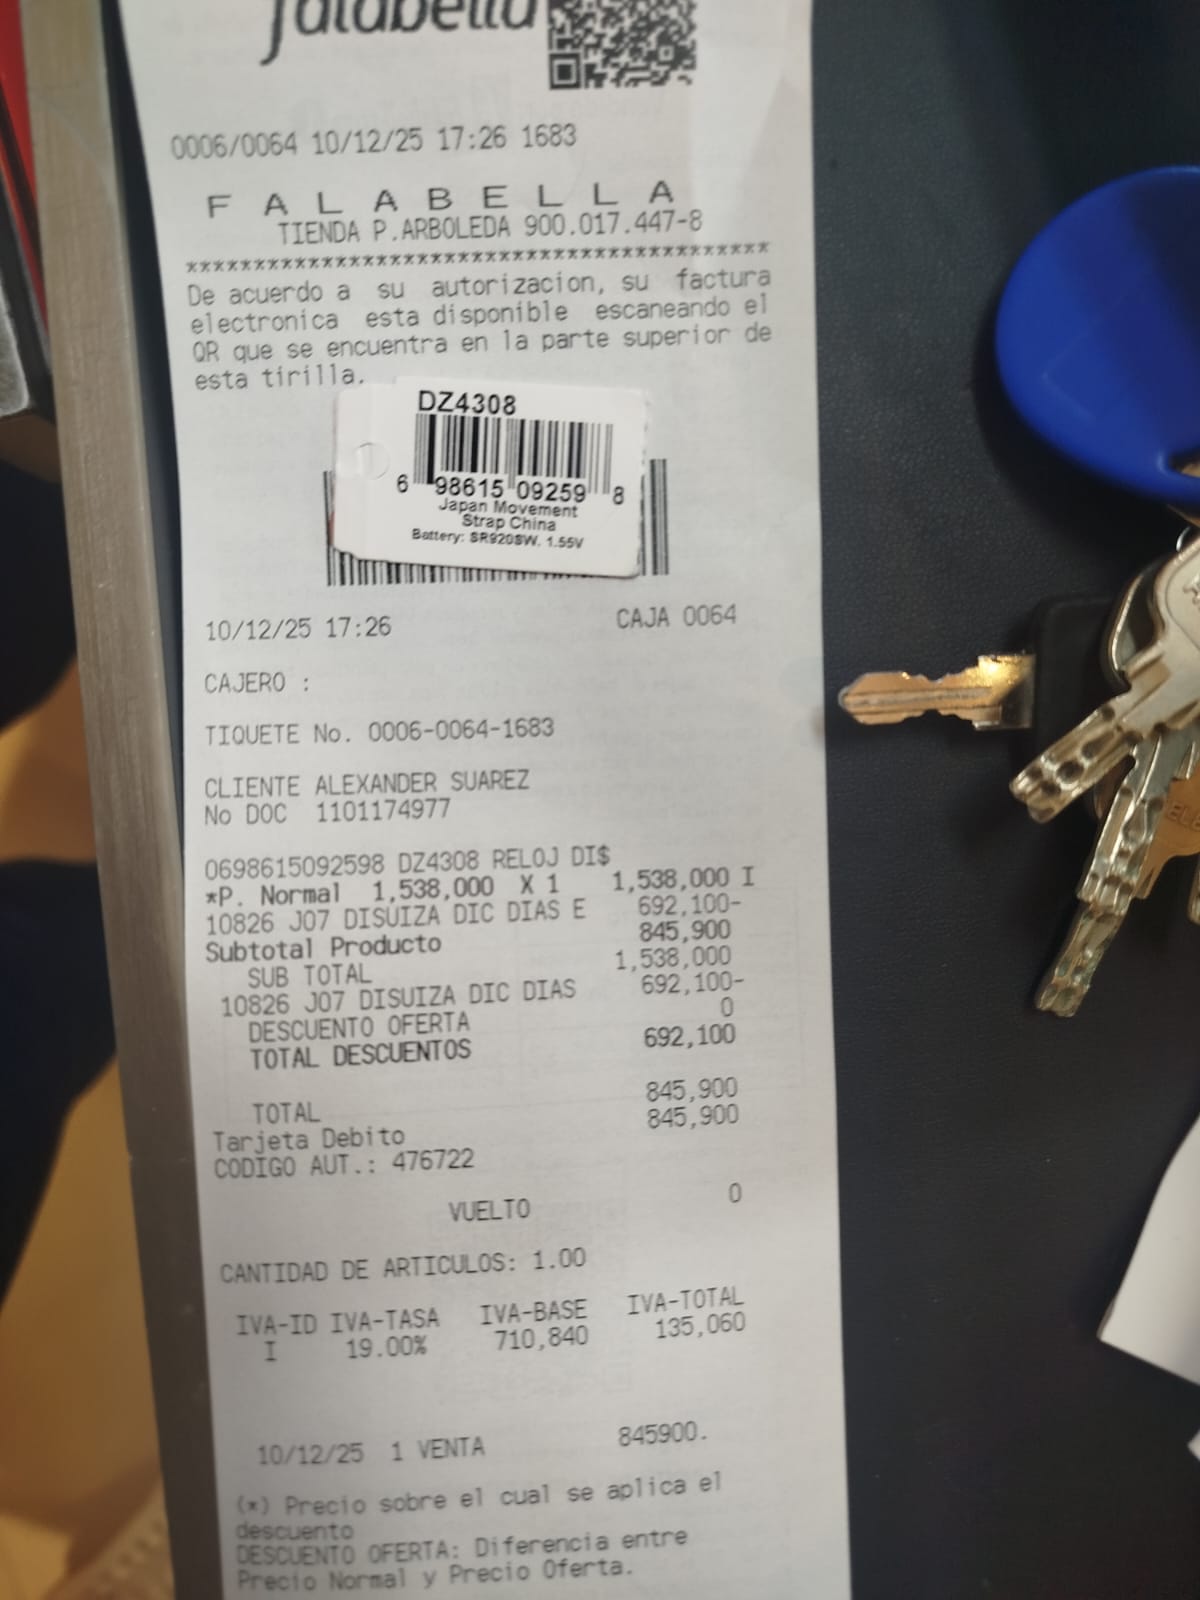 falabella
0006/0064 10/12/25 17:26 1683
F A L A B E L L A
TIENDA P.ARBOLEDA 900.017.447-8
*******************************************
De acuerdo a su autorizacion, su factura
electronica esta disponible escaneando el
QR que se encuentra en la parte superior de
esta tirilla.
DZ4308
6 98615 09259 8
Japan Movement
Strap China
Battery: SR920SW. 1.55V
10/12/25 17:26 CAJA 0064
CAJERO :
TIQUETE No. 0006-0064-1683
CLIENTE ALEXANDER SUAREZ
No DOC 1101174977
0698615092598 DZ4308 RELOJ DI$
*P. Normal 1,538,000 X 1 1,538,000 I
10826 J07 DISUIZA DIC DIAS E 692,100-
Subtotal Producto 845,900
SUB TOTAL 1,538,000
10826 J07 DISUIZA DIC DIAS 692,100-
DESCUENTO OFERTA 0
TOTAL DESCUENTOS 692,100
TOTAL 845,900
Tarjeta Debito 845,900
CODIGO AUT.: 476722
VUELTO 0
CANTIDAD DE ARTICULOS: 1.00
IVA-ID IVA-TASA IVA-BASE IVA-TOTAL
I 19.00% 710,840 135,060
10/12/25 1 VENTA 845900.
(*) Precio sobre el cual se aplica el
descuento
DESCUENTO OFERTA: Diferencia entre
Precio Normal y Precio Oferta.